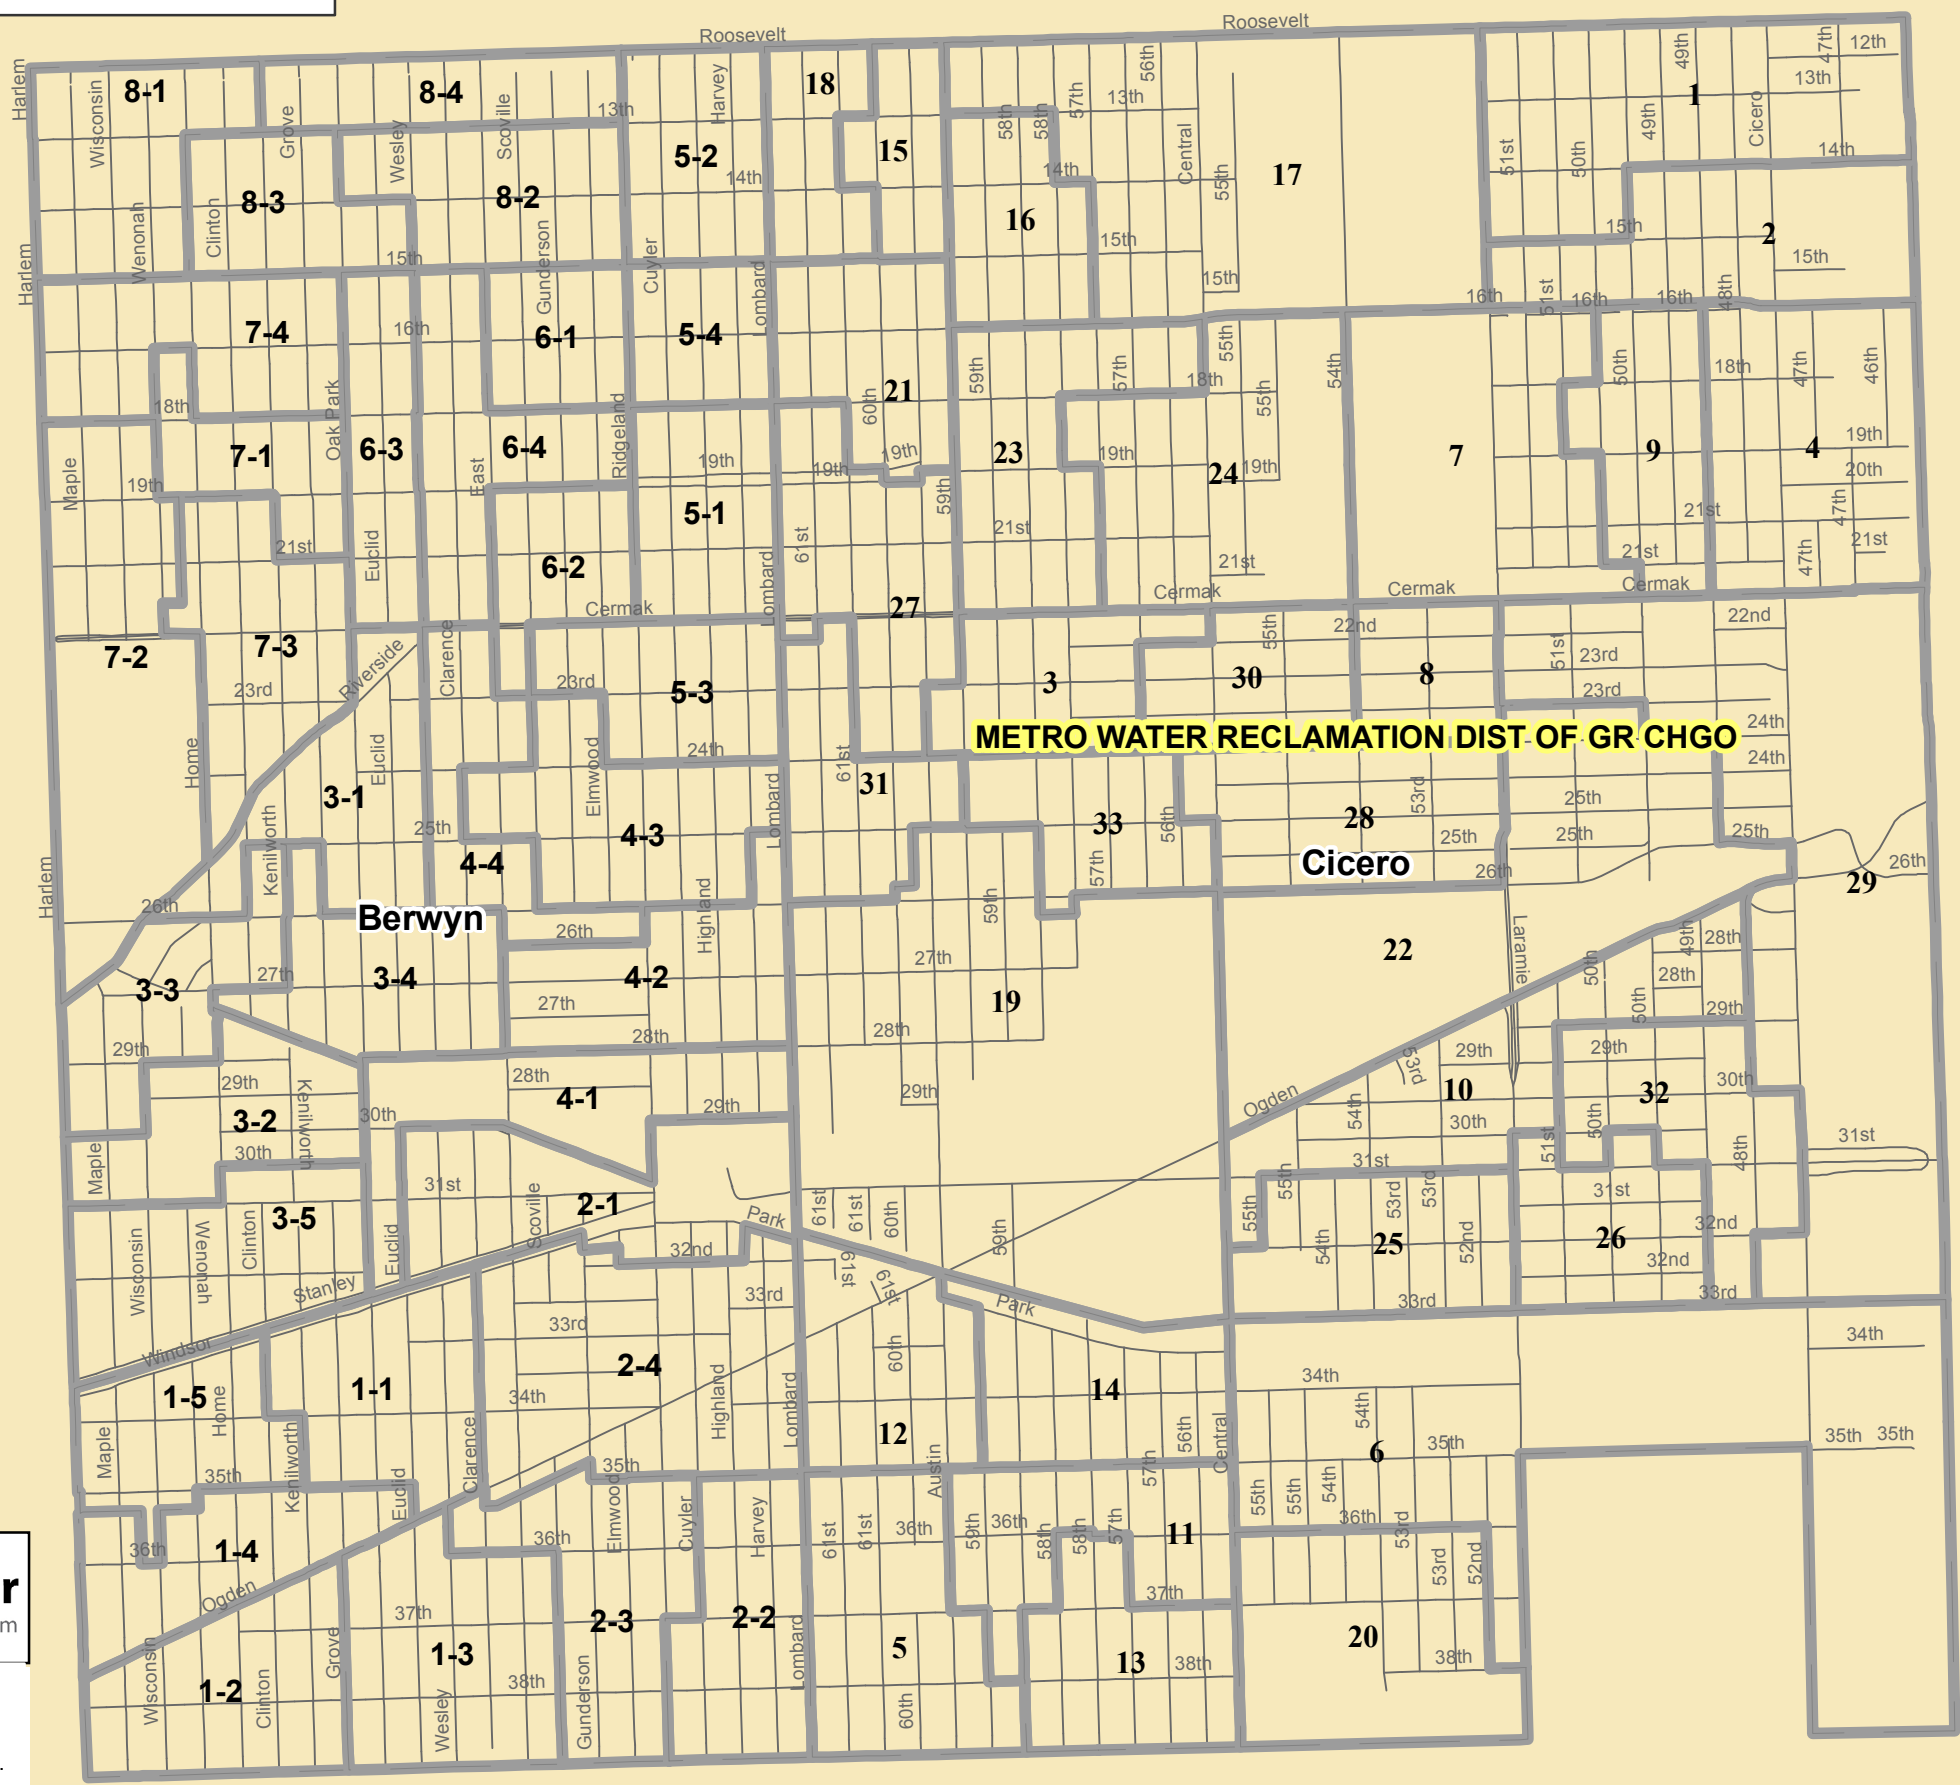 Roosevelt
Roosevelt
Harlem
Wisconsin
8-1
Grove
8-4
Wesley
Scoville
13th
Harvey
18
58th
58th
57th
13th
56th
49th
47th
12th
13th
1
Cicero
49th
15
5-2
14th
14th
Central
55th
17
51st
50th
14th
8-3
Clinton
8-2
Wenonah
Gunderson
Cuyler
16
15th
15th
2
15th
Harlem
15th
Lombard
15th
16th
51st
16th
16th
48th
7-4
16th
6-1
5-4
21
60th
59th
57th
18th
55th
55th
54th
50th
18th
47th
46th
18th
Oak Park
Ridgeland
7-1
6-3
6-4
East
19th
19th
19th
59th
23
19th
24
19th
7
9
4
19th
20th
Maple
19th
5-1
61st
21st
21st
47th
21st
Euclid
6-2
Lombard
21st
21st
47th
21st
Cermak
27
Cermak
Cermak
Cermak
7-2
7-3
Riverside
Clarence
55th
22nd
22nd
23rd
23rd
5-3
3
30
8
51st
23rd
23rd
METRO WATER RECLAMATION DIST OF GR CHGO
24th
24th
Home
Euclid
Elmwood
24th
61st
31
3-1
Kenilworth
25th
4-4
4-3
Lombard
33
56th
57th
28
53rd
25th
25th
25th
25th
Cicero
26th
26th
29
Harlem
26th
Berwyn
26th
Highland
59th
Laramie
22
49th
28th
50th
28th
3-3
27th
3-4
4-2
27th
27th
19
50th
29th
28th
28th
29th
29th
Kenilworth
28th
4-1
29th
29th
53rd
29th
10
29th
32
30th
3-2
30th
30th
Ogden
54th
30th
51st
50th
48th
31st
Maple
31st
55th
31st
53rd
53rd
31st
3-5
Wisconsin
Wenonah
Clinton
Euclid
Scoville
2-1
Park
32nd
61st
61st
60th
59th
55th
54th
25
52nd
26
32nd
32nd
61st
61st
Stanley
33rd
33rd
Park
33rd
33rd
Windsor
60th
34th
1-5
Home
1-1
34th
2-4
Highland
Lombard
12
14
34th
54th
6
35th
35th
35th
Maple
35th
Kenilworth
Euclid
Clarence
35th
Elmwood
Cuyler
Harvey
Austin
56th
57th
Central
55th
55th
54th
36th
1-4
36th
61st
61st
36th
59th
36th
58th
58th
57th
11
36th
53rd
53rd
52nd
r
m
Ogden
37th
2-3
2-2
37th
Wisconsin
1-2
Clinton
Grove
1-3
Wesley
38th
Gunderson
Lombard
5
60th
13
38th
20
38th